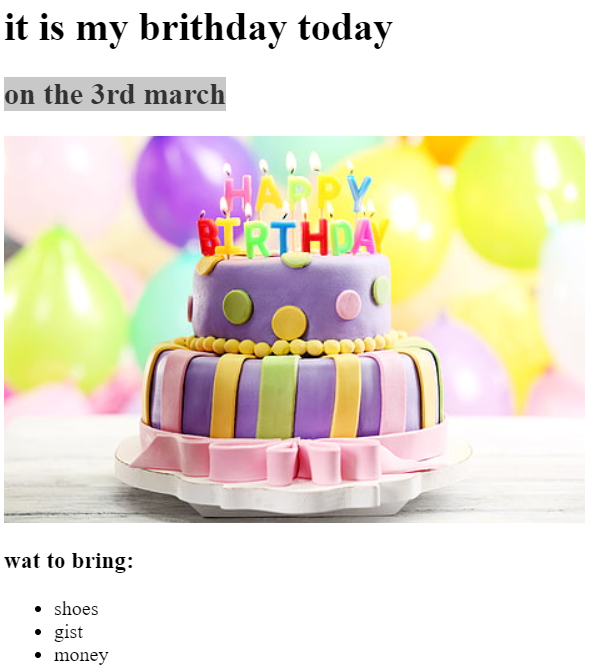 it is my brithday today
on the 3rd march
HAPPY
BIRTHDAY
wat to bring:
shoes
gist
money